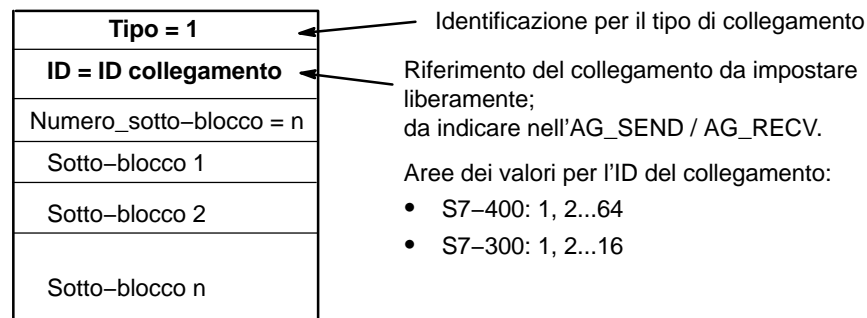 Tipo = 1
ID = ID collegamento
Numero_sotto−blocco = n
Sotto−blocco 1
Sotto−blocco 2
Sotto−blocco n
Identificazione per il tipo di collegamento
Riferimento del collegamento da impostare
liberamente;
da indicare nell'AG_SEND / AG_RECV.
Aree dei valori per l'ID del collegamento:
• S7−400: 1, 2...64
• S7−300: 1, 2...16